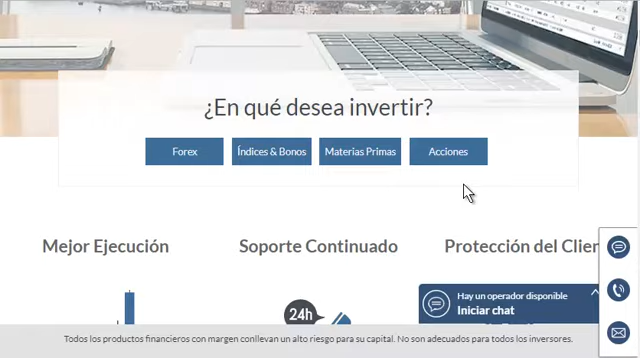 ¿En qué desea invertir?
Forex
Índices & Bonos
Materias Primas
Acciones
Mejor Ejecución
Soporte Continuado
Protección del
24h
Hay un operador disponible
Iniciar chat
Todos los productos financieros con margen conllevan un alto riesgo para su capital. No son adecuados para todos los inversores.